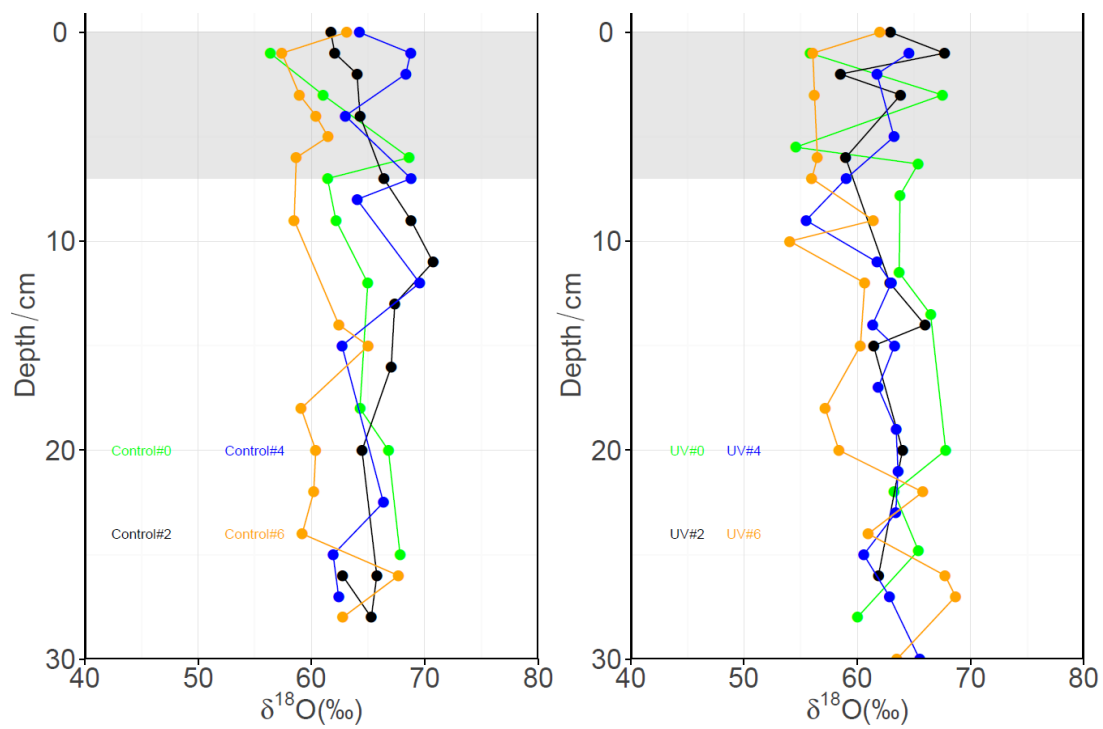 0
10
20
30
Depth/cm
Control#0 Control#4
Control#2 Control#6
40 50 60 70 80
δ¹⁸O(‰)
0
10
20
30
Depth/cm
UV#0 UV#4
UV#2 UV#6
40 50 60 70 80
δ¹⁸O(‰)